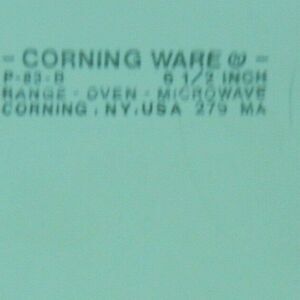 - CORNING WARE ® -
P-83-B 6 1/2 INCH
RANGE - OVEN - MICROWAVE
CORNING, NY, USA 279 MA